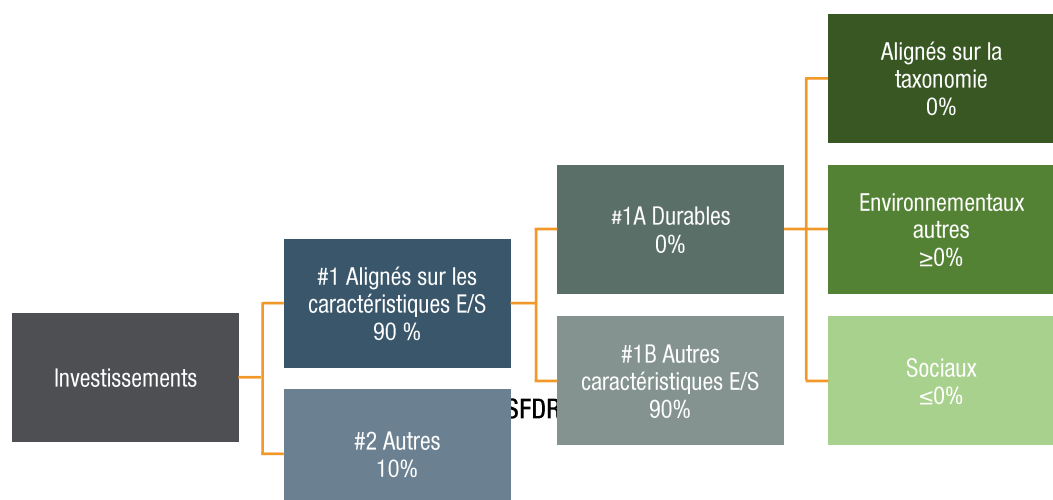 Investissements
#1 Alignés sur les
caractéristiques E/S
90 %
#2 Autres
10%
SFDR
#1A Durables
0%
#1B Autres
caractéristiques E/S
90%
Alignés sur la
taxonomie
0%
Environnementaux
autres
≥0%
Sociaux
≤0%